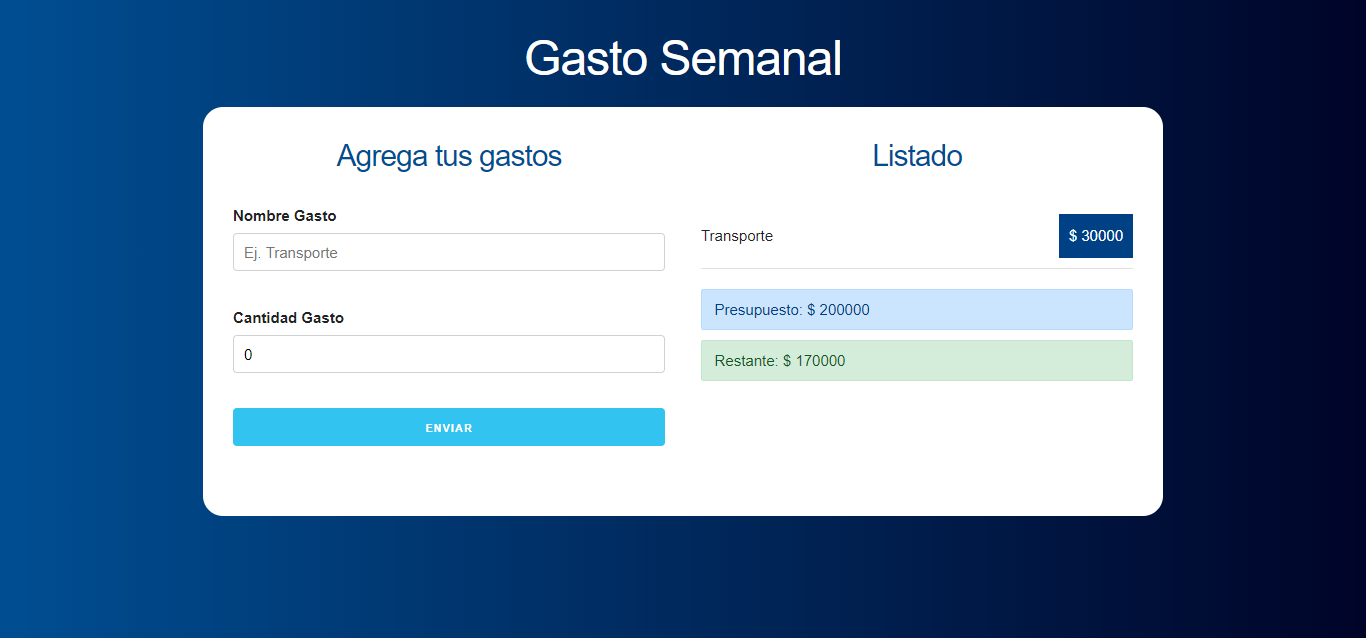 Gasto Semanal
Agrega tus gastos
Nombre Gasto
Ej. Transporte
Cantidad Gasto
0
ENVIAR
Listado
Transporte
$ 30000
Presupuesto: $ 200000
Restante: $ 170000